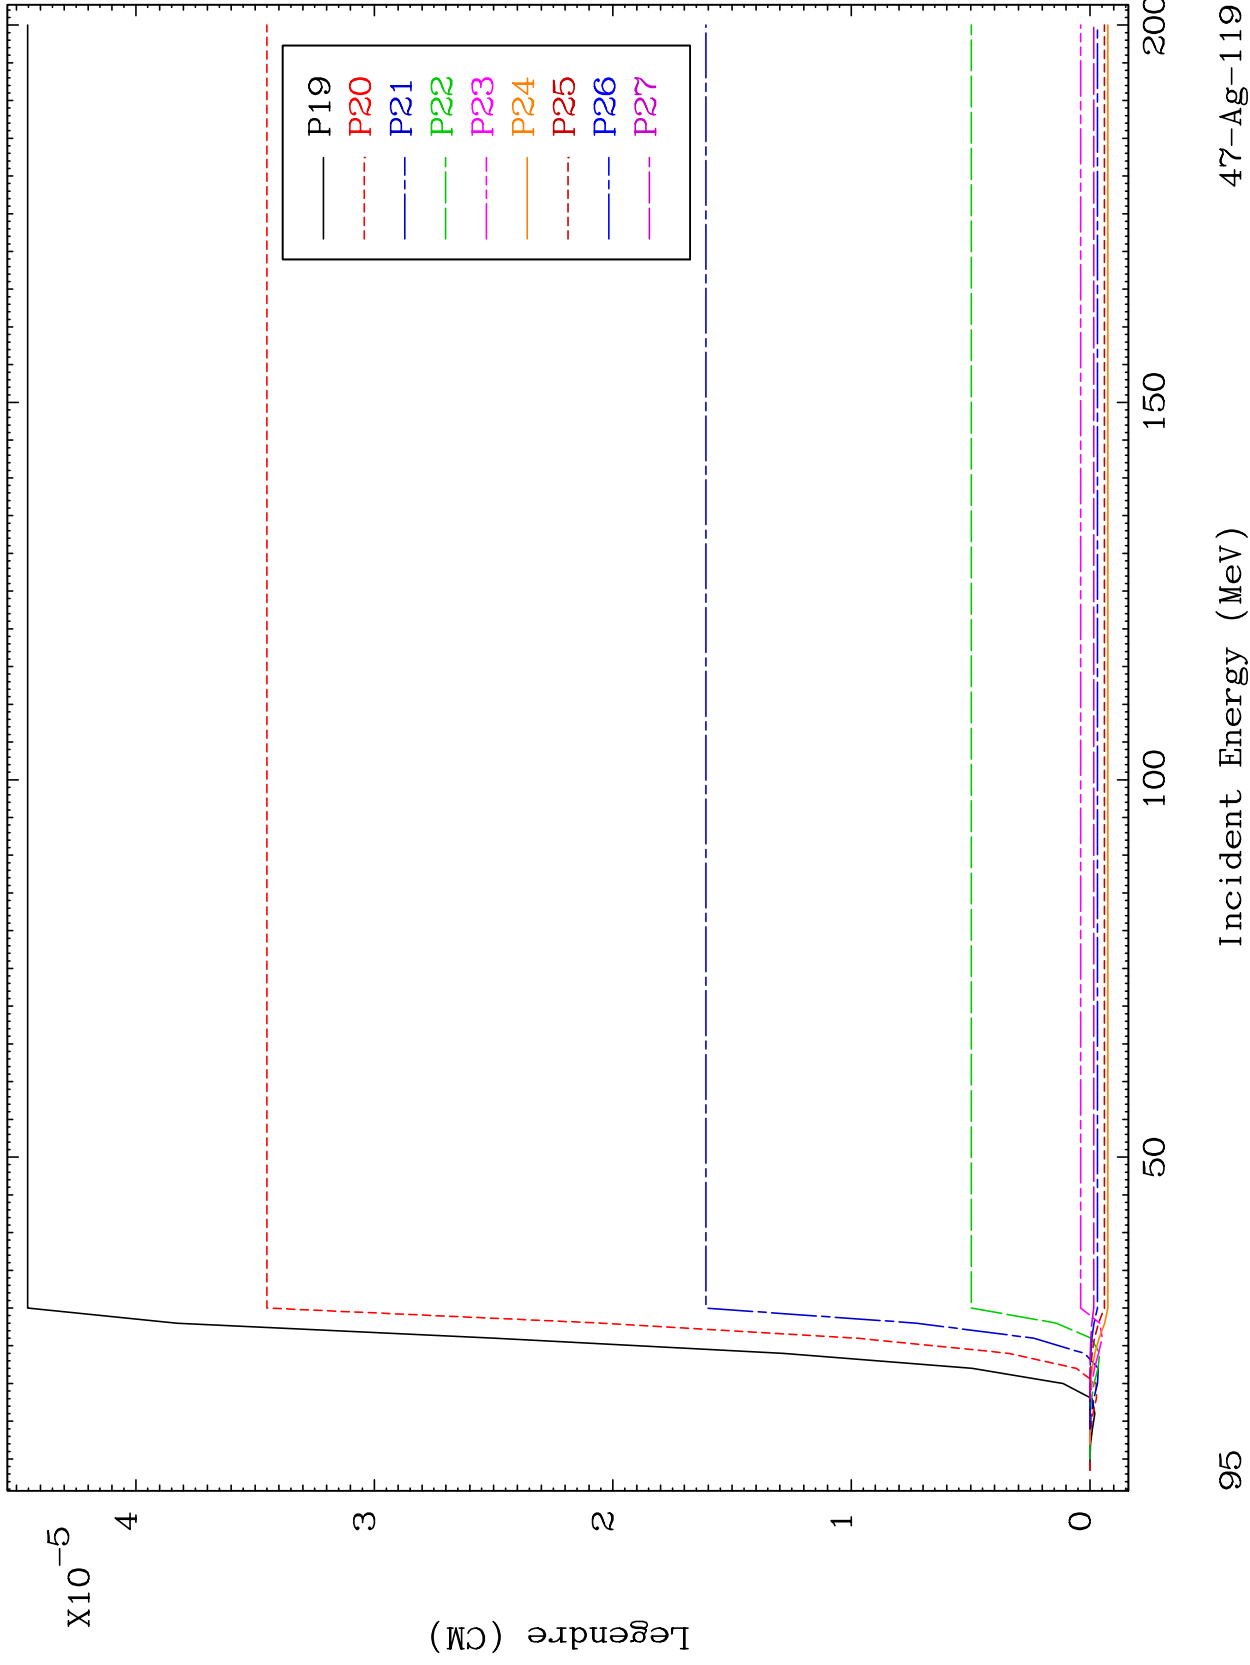 X10
-5
4
3
2
1
0
Legendre (CM)
P19
P20
P21
P22
P23
P24
P25
P26
P27
50
100
150
200
Incident Energy (MeV)
95
47-Ag-119